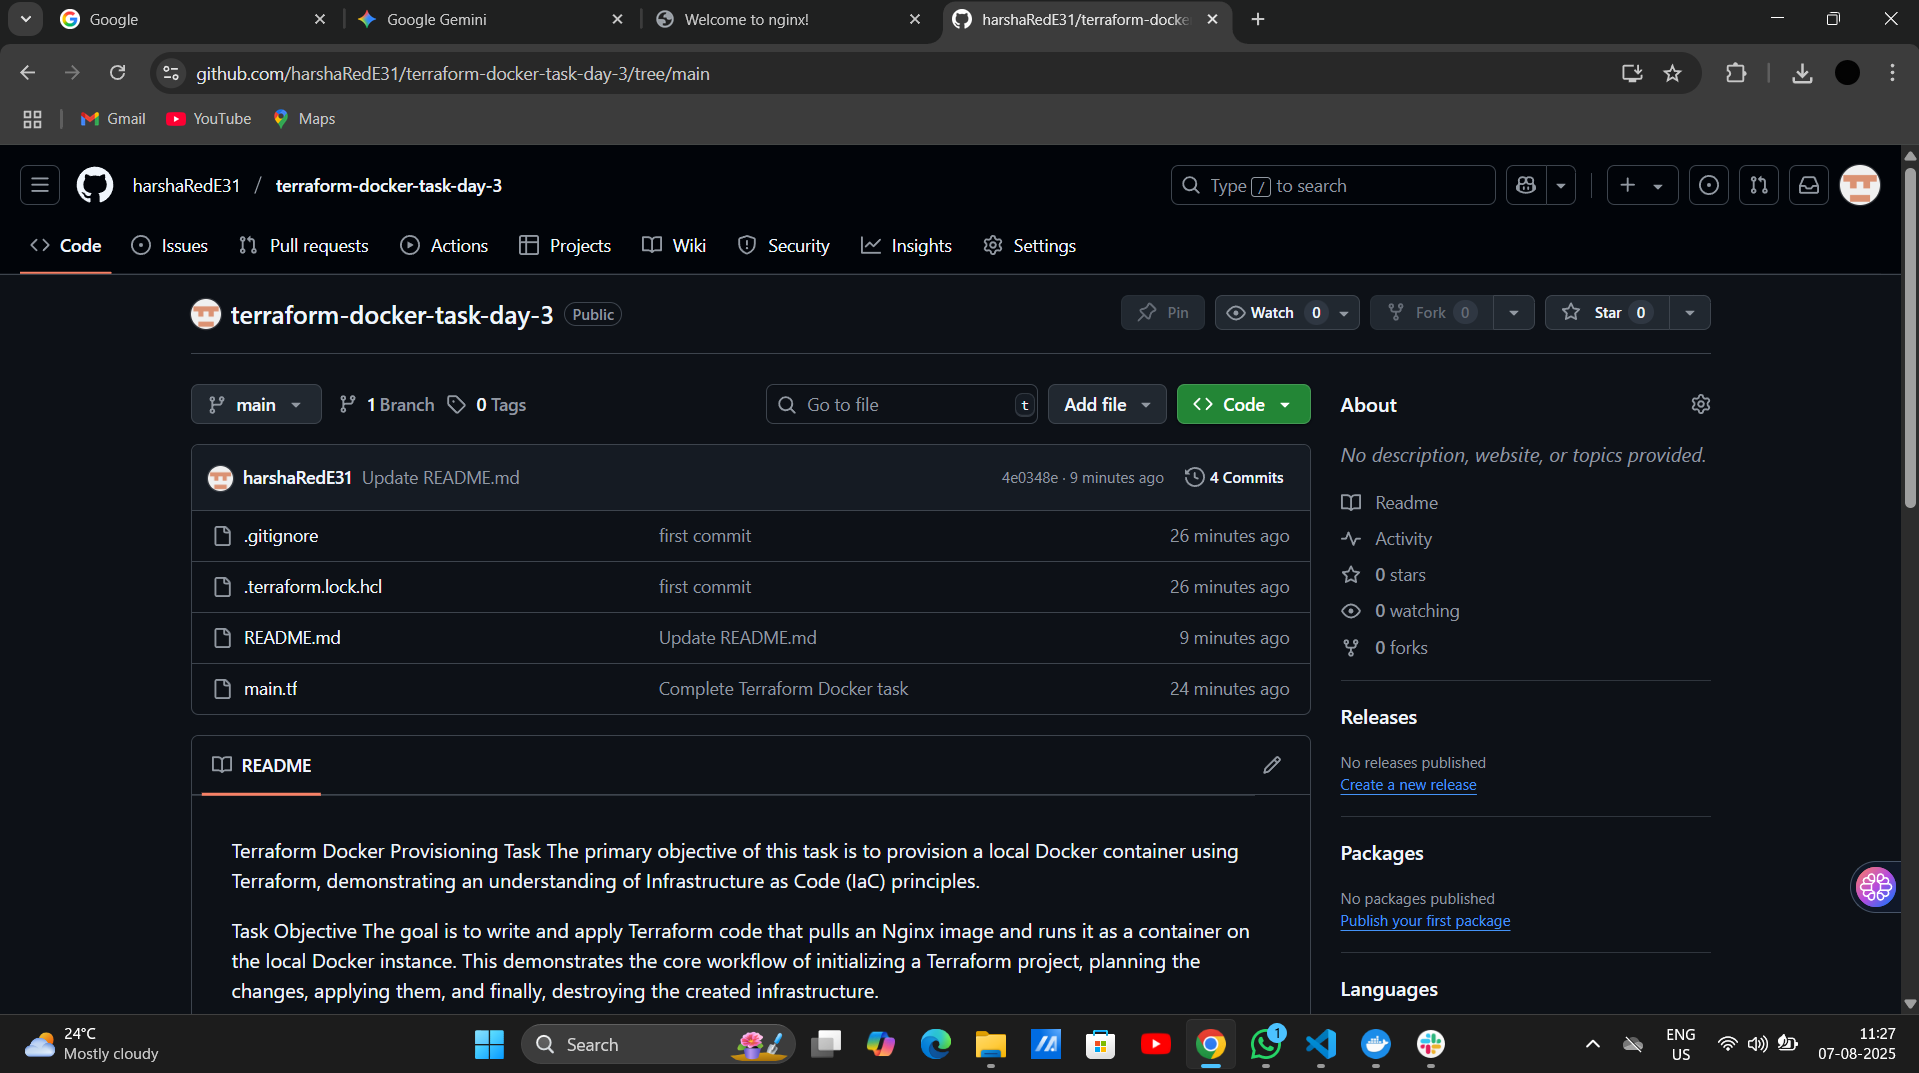 Google
Google Gemini
Welcome to nginx!
harshaRedE31/terraform-docke
github.com/harshaRedE31/terraform-docker-task-day-3/tree/main
Gmail
YouTube
Maps
harshaRedE31 / terraform-docker-task-day-3
Type / to search
Code
Issues
Pull requests
Actions
Projects
Wiki
Security
Insights
Settings
terraform-docker-task-day-3 Public
Pin
Watch 0
Fork 0
Star 0
main
1 Branch
0 Tags
Go to file t
Add file
Code
harshaRedE31 Update README.md 4e0348e · 9 minutes ago 4 Commits
.gitignore first commit 26 minutes ago
.terraform.lock.hcl first commit 26 minutes ago
README.md Update README.md 9 minutes ago
main.tf Complete Terraform Docker task 24 minutes ago
README
Terraform Docker Provisioning Task The primary objective of this task is to provision a local Docker container using
Terraform, demonstrating an understanding of Infrastructure as Code (IaC) principles.
Task Objective The goal is to write and apply Terraform code that pulls an Nginx image and runs it as a container on
the local Docker instance. This demonstrates the core workflow of initializing a Terraform project, planning the
changes, applying them, and finally, destroying the created infrastructure.
About
No description, website, or topics provided.
Readme
Activity
0 stars
0 watching
0 forks
Releases
No releases published
Create a new release
Packages
No packages published
Publish your first package
Languages
24°C
Mostly cloudy
Search
1
ENG
US
11:27
07-08-2025